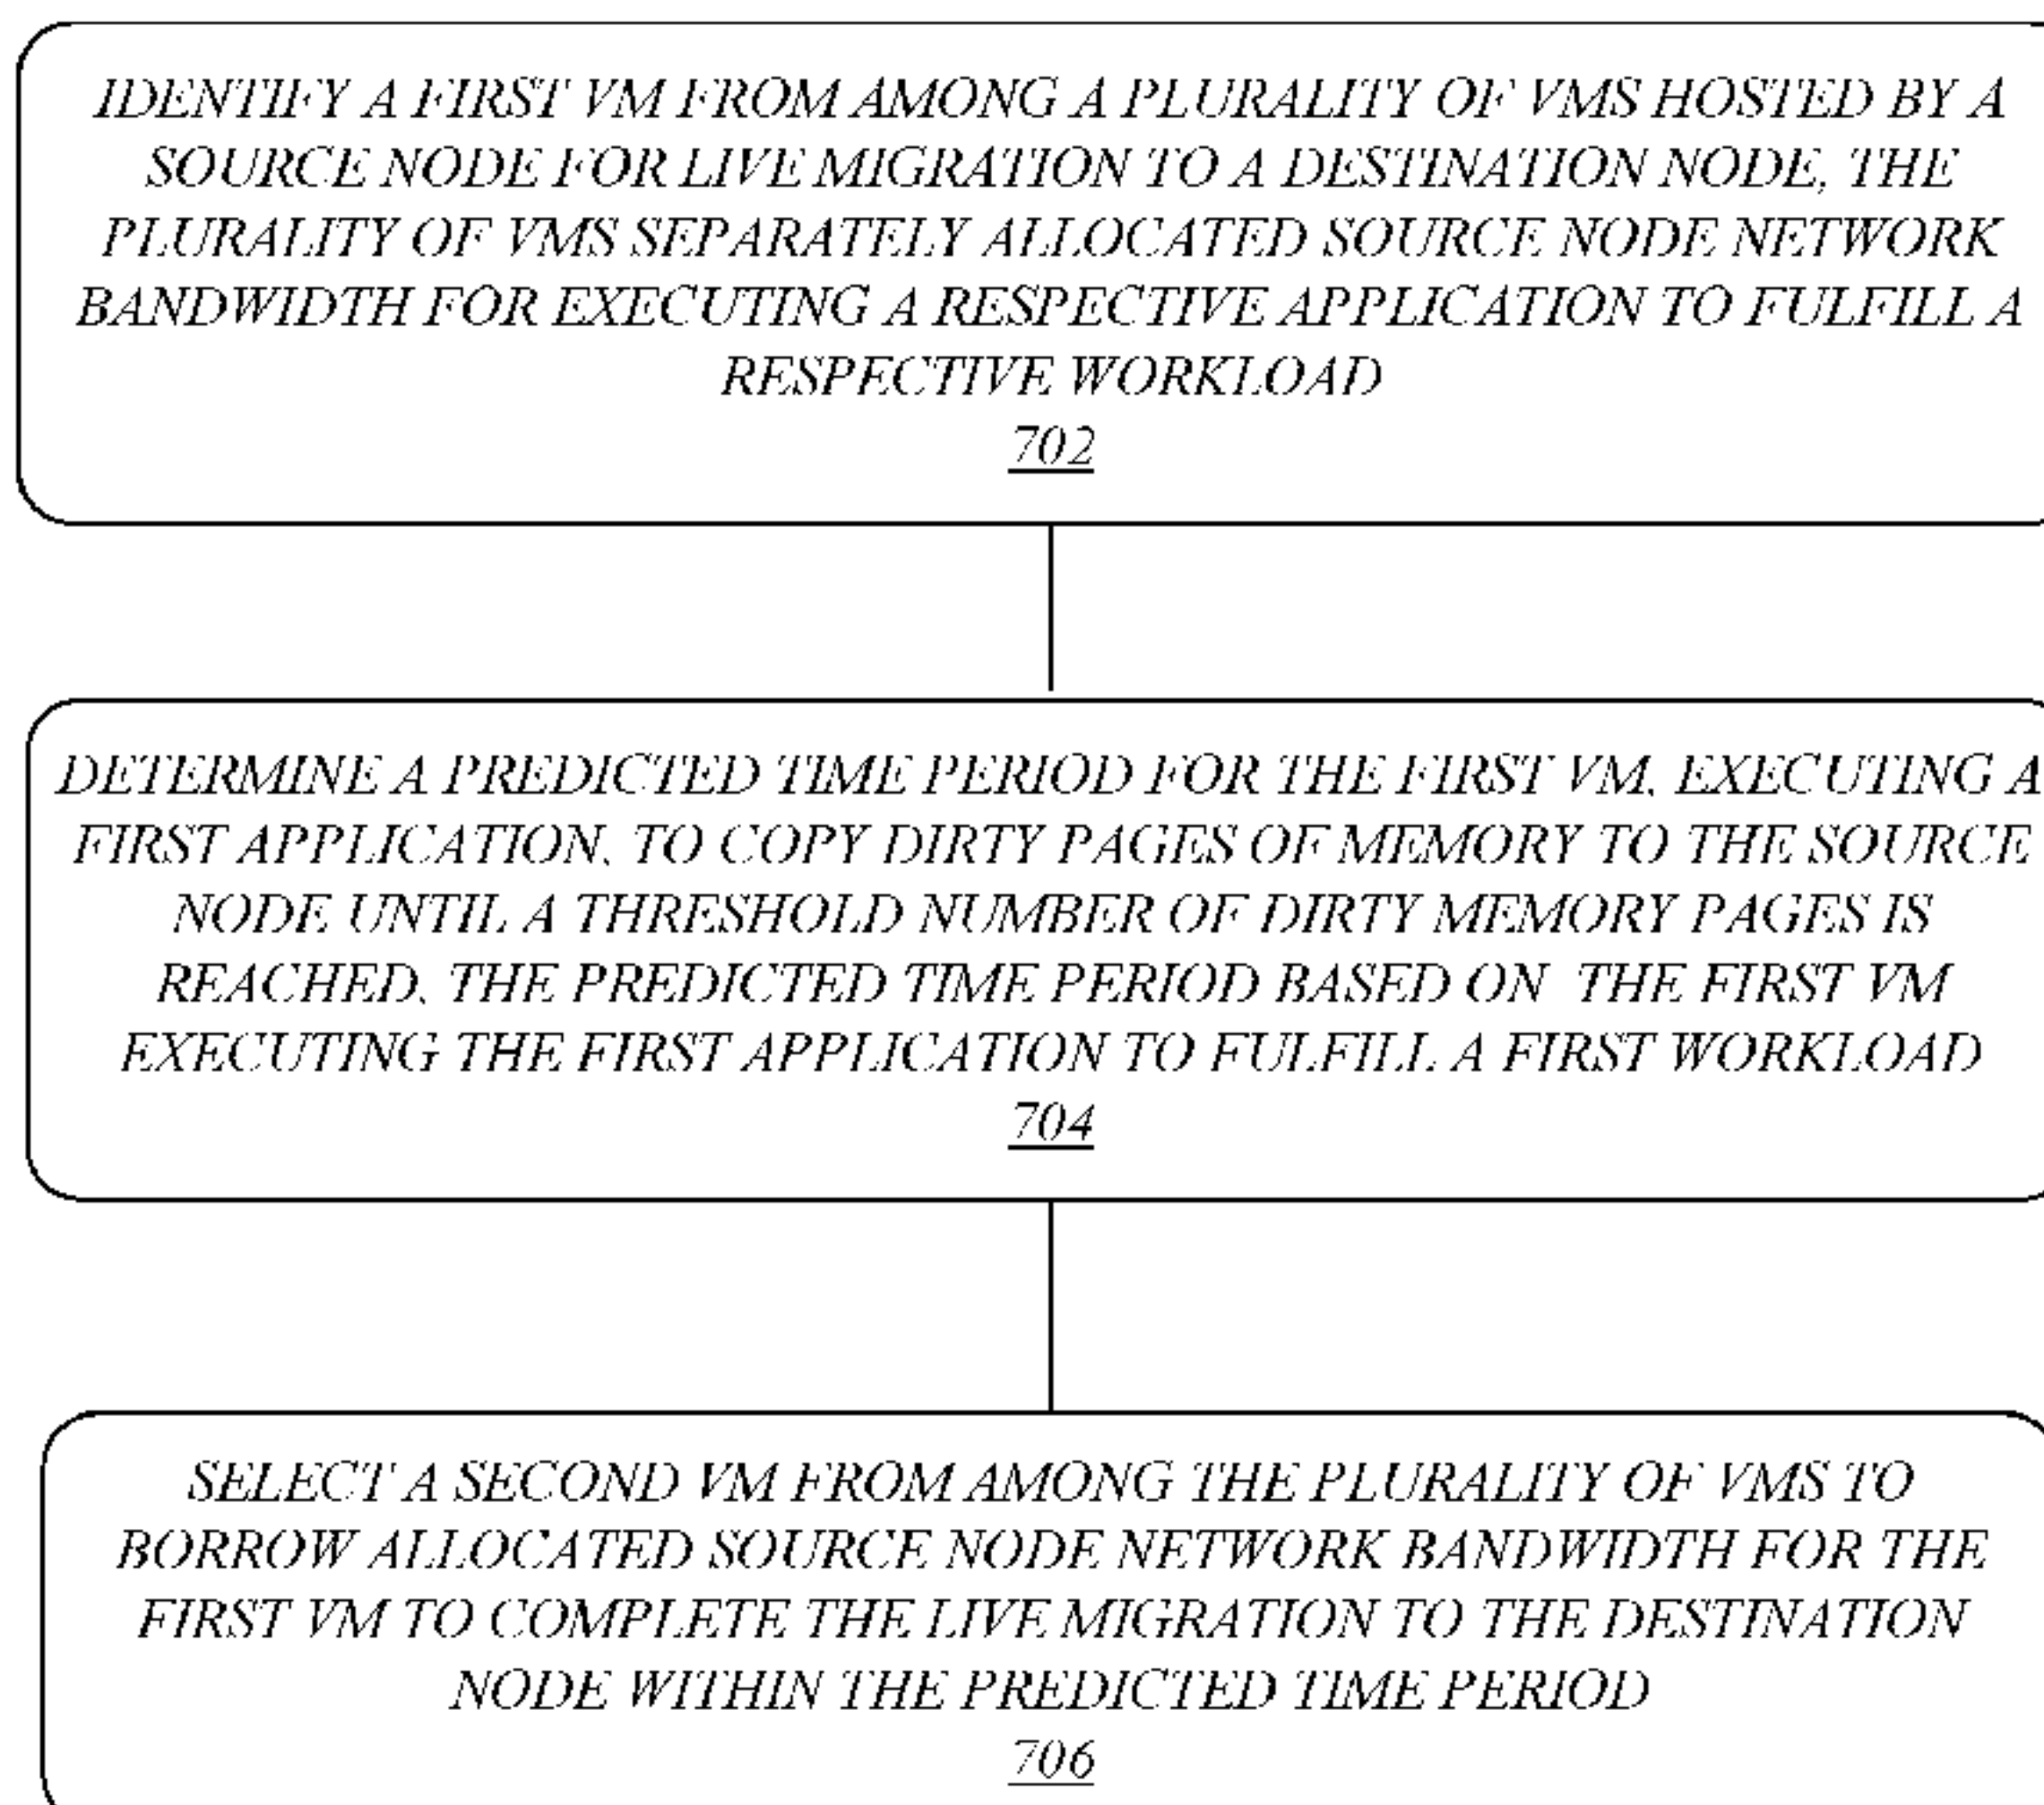 IDENTIFY A FIRST VM FROM AMONG A PLURALITY OF VMS HOSTED BY A
SOURCE NODE FOR LIVE MIGRATION TO A DESTINATION NODE, THE
PLURALITY OF VMS SEPARATELY ALLOCATED SOURCE NODE NETWORK
BANDWIDTH FOR EXECUTING A RESPECTIVE APPLICATION TO FULFILL A
RESPECTIVE WORKLOAD
702
DETERMINE A PREDICTED TIME PERIOD FOR THE FIRST VM, EXECUTING A
FIRST APPLICATION, TO COPY DIRTY PAGES OF MEMORY TO THE SOURCE
NODE UNTIL A THRESHOLD NUMBER OF DIRTY MEMORY PAGES IS
REACHED, THE PREDICTED TIME PERIOD BASED ON THE FIRST VM
EXECUTING THE FIRST APPLICATION TO FULFILL A FIRST WORKLOAD
704
SELECT A SECOND VM FROM AMONG THE PLURALITY OF VMS TO
BORROW ALLOCATED SOURCE NODE NETWORK BANDWIDTH FOR THE
FIRST VM TO COMPLETE THE LIVE MIGRATION TO THE DESTINATION
NODE WITHIN THE PREDICTED TIME PERIOD
706